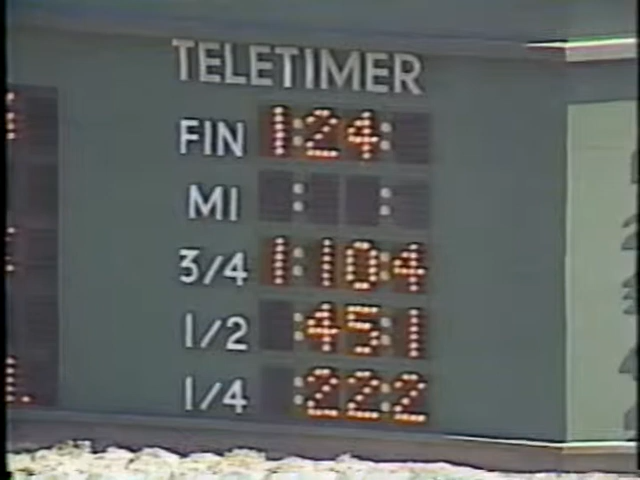 TELETIMER
FIN 1:24:
MI : :
3/4 1:10:4
1/2 :45:1
1/4 :22:2